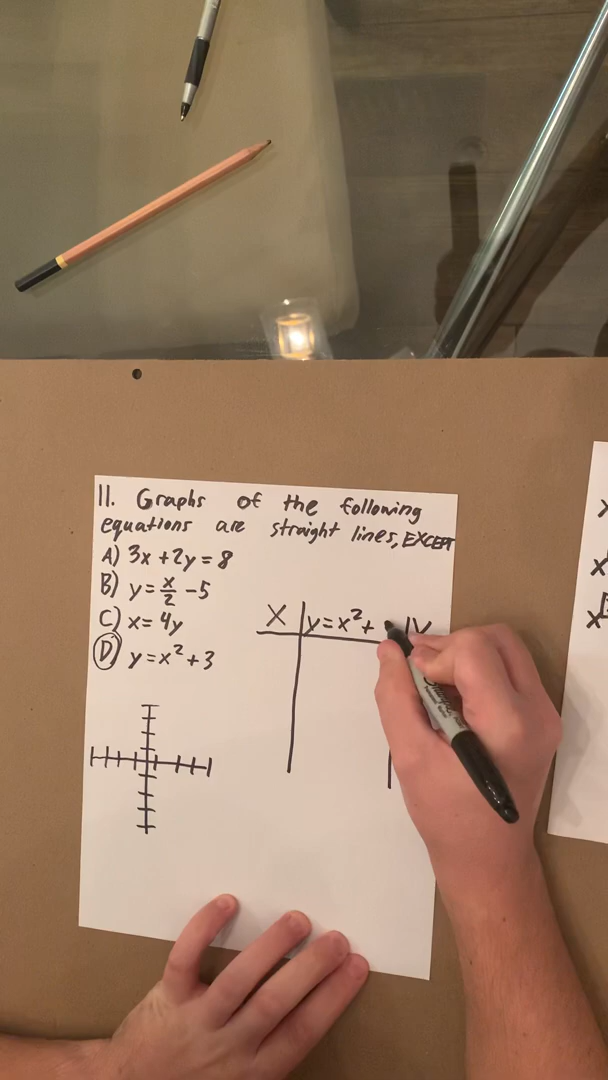 11. Graphs of the following
equations are straight lines, EXCEPT
A) 3x + 2y = 8
B) y = x/2 - 5
C) x = 4y
D) y = x² + 3
X | y = x² + | y
Sharpie